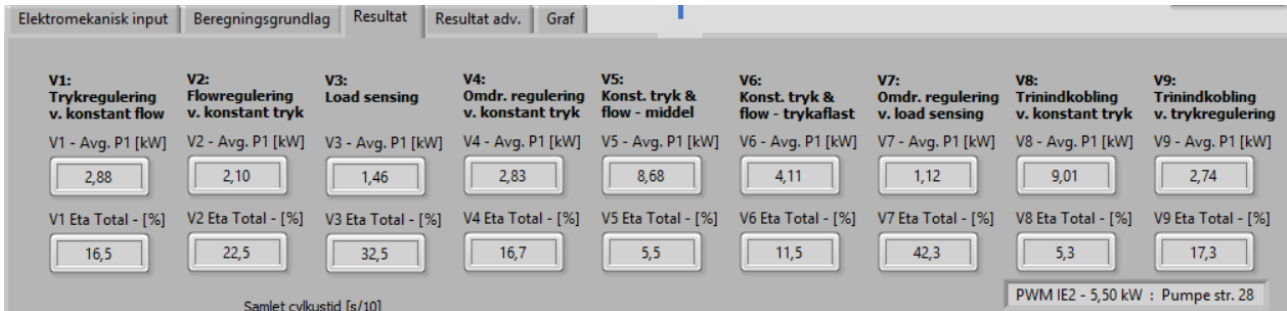 Elektromekanisk input Beregningsgrundlag Resultat Resultat adv. Graf
V1: V2: V3: V4: V5: V6: V7: V8: V9:
Trykregulering Flowregulering Load sensing Omdr. regulering Konst. tryk & Konst. tryk & Omdr. regulering Trinindkobling Trinindkobling
v. konstant flow v. konstant tryk v. konstant tryk flow - middel flow - trykaflast v. load sensing v. konstant tryk v. trykregulering
V1 - Avg. P1 [kW] V2 - Avg. P1 [kW] V3 - Avg. P1 [kW] V4 - Avg. P1 [kW] V5 - Avg. P1 [kW] V6 - Avg. P1 [kW] V7 - Avg. P1 [kW] V8 - Avg. P1 [kW] V9 - Avg. P1 [kW]
2,88 2,10 1,46 2,83 8,68 4,11 1,12 9,01 2,74
V1 Eta Total - [%] V2 Eta Total - [%] V3 Eta Total - [%] V4 Eta Total - [%] V5 Eta Total - [%] V6 Eta Total - [%] V7 Eta Total - [%] V8 Eta Total - [%] V9 Eta Total - [%]
16,5 22,5 32,5 16,7 5,5 11,5 42,3 5,3 17,3
PWM IE2 - 5,50 kW : Pumpe str. 28
Samlet cylkustid [s/10]